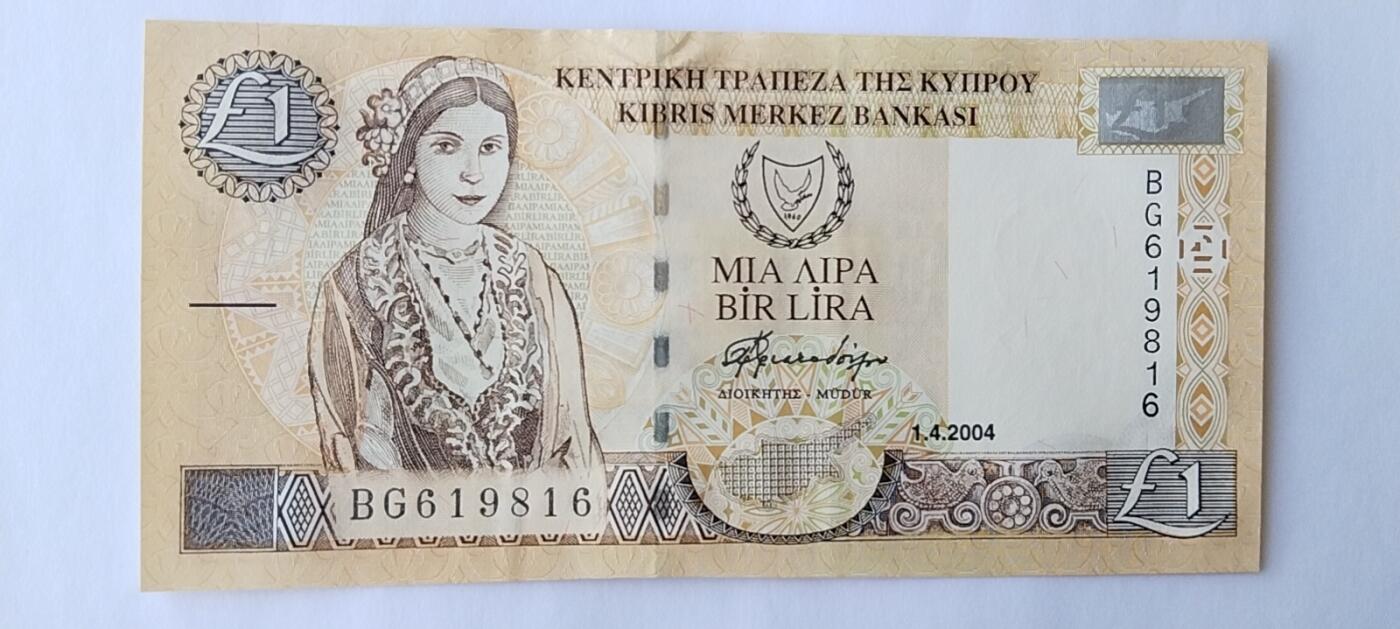 £1
ΚΕΝΤΡΙΚΗ ΤΡΑΠΕΖΑ ΤΗΣ ΚΥΠΡΟΥ
KIBRIS MERKEZ BANKASI
1960
ΜΙΑ ΛΙΡΑ
BİR LİRA
ΔΙΟΙΚΗΤΗΣ - MÜDÜR
1.4.2004
BG619816
BG619816
£1